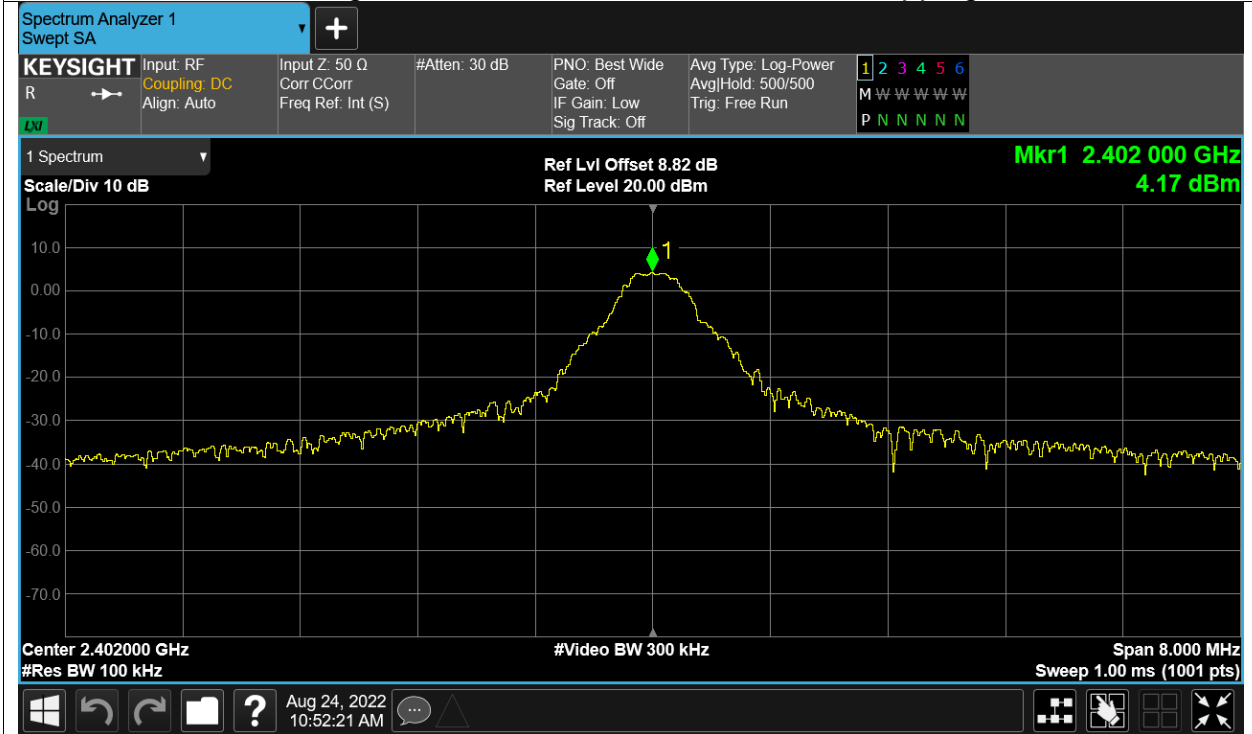 Spectrum Analyzer 1
Swept SA
+
KEYSIGHT
R
LXI
Input: RF
Coupling: DC
Align: Auto
Input Z: 50 Ω
Corr CCorr
Freq Ref: Int (S)
#Atten: 30 dB
PNO: Best Wide
Gate: Off
IF Gain: Low
Sig Track: Off
Avg Type: Log-Power
Avg|Hold: 500/500
Trig: Free Run
1 2 3 4 5 6
M W W W W W
P N N N N N
1 Spectrum
Scale/Div 10 dB
Log
Ref Lvl Offset 8.82 dB
Ref Level 20.00 dBm
Mkr1 2.402 000 GHz
4.17 dBm
1
10.0
0.00
-10.0
-20.0
-30.0
-40.0
-50.0
-60.0
-70.0
Center 2.402000 GHz
#Res BW 100 kHz
#Video BW 300 kHz
Span 8.000 MHz
Sweep 1.00 ms (1001 pts)
?
Aug 24, 2022
10:52:21 AM